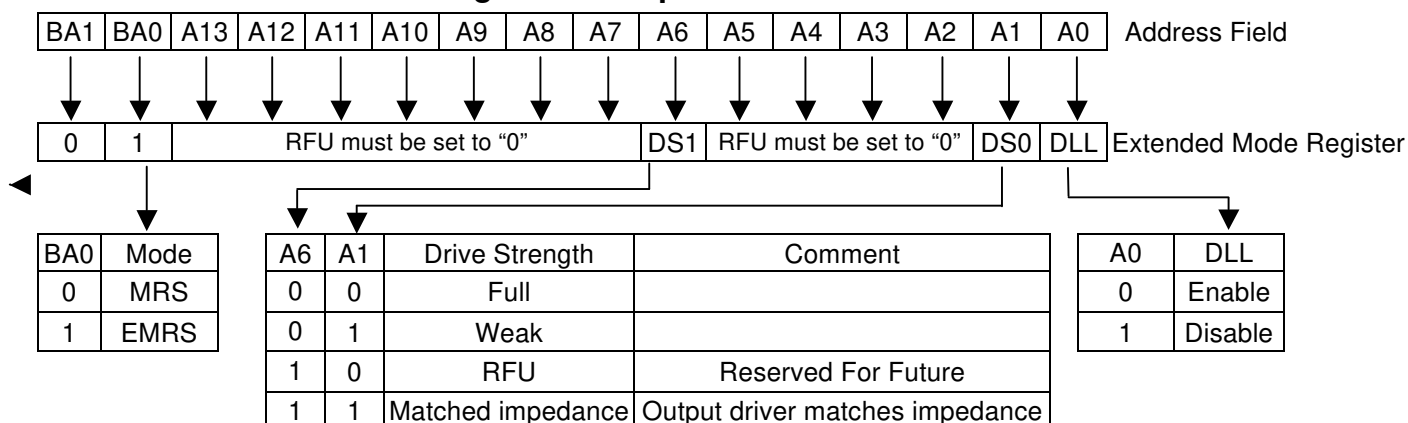 BA1 BA0 A13 A12 A11 A10 A9 A8 A7 A6 A5 A4 A3 A2 A1 A0 Address Field
0 1 RFU must be set to “0” DS1 RFU must be set to “0” DS0 DLL Extended Mode Register
BA0 Mode
0 MRS
1 EMRS
A6 A1 Drive Strength Comment
0 0 Full
0 1 Weak
1 0 RFU Reserved For Future
1 1 Matched impedance Output driver matches impedance
A0 DLL
0 Enable
1 Disable